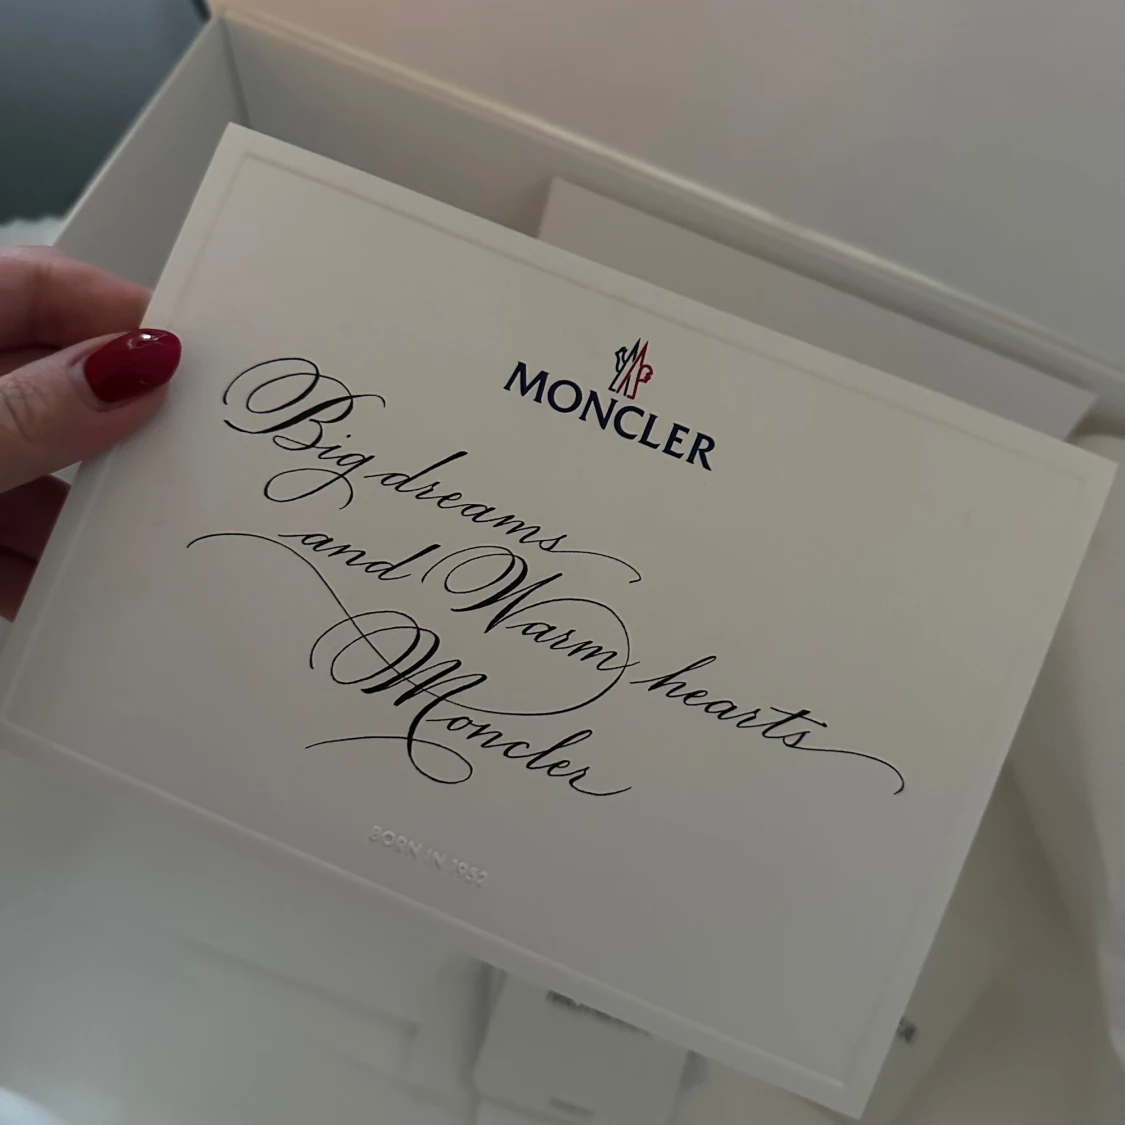 MONCLER
Big dreams
and Warm hearts
Moncler
BORN IN 1952